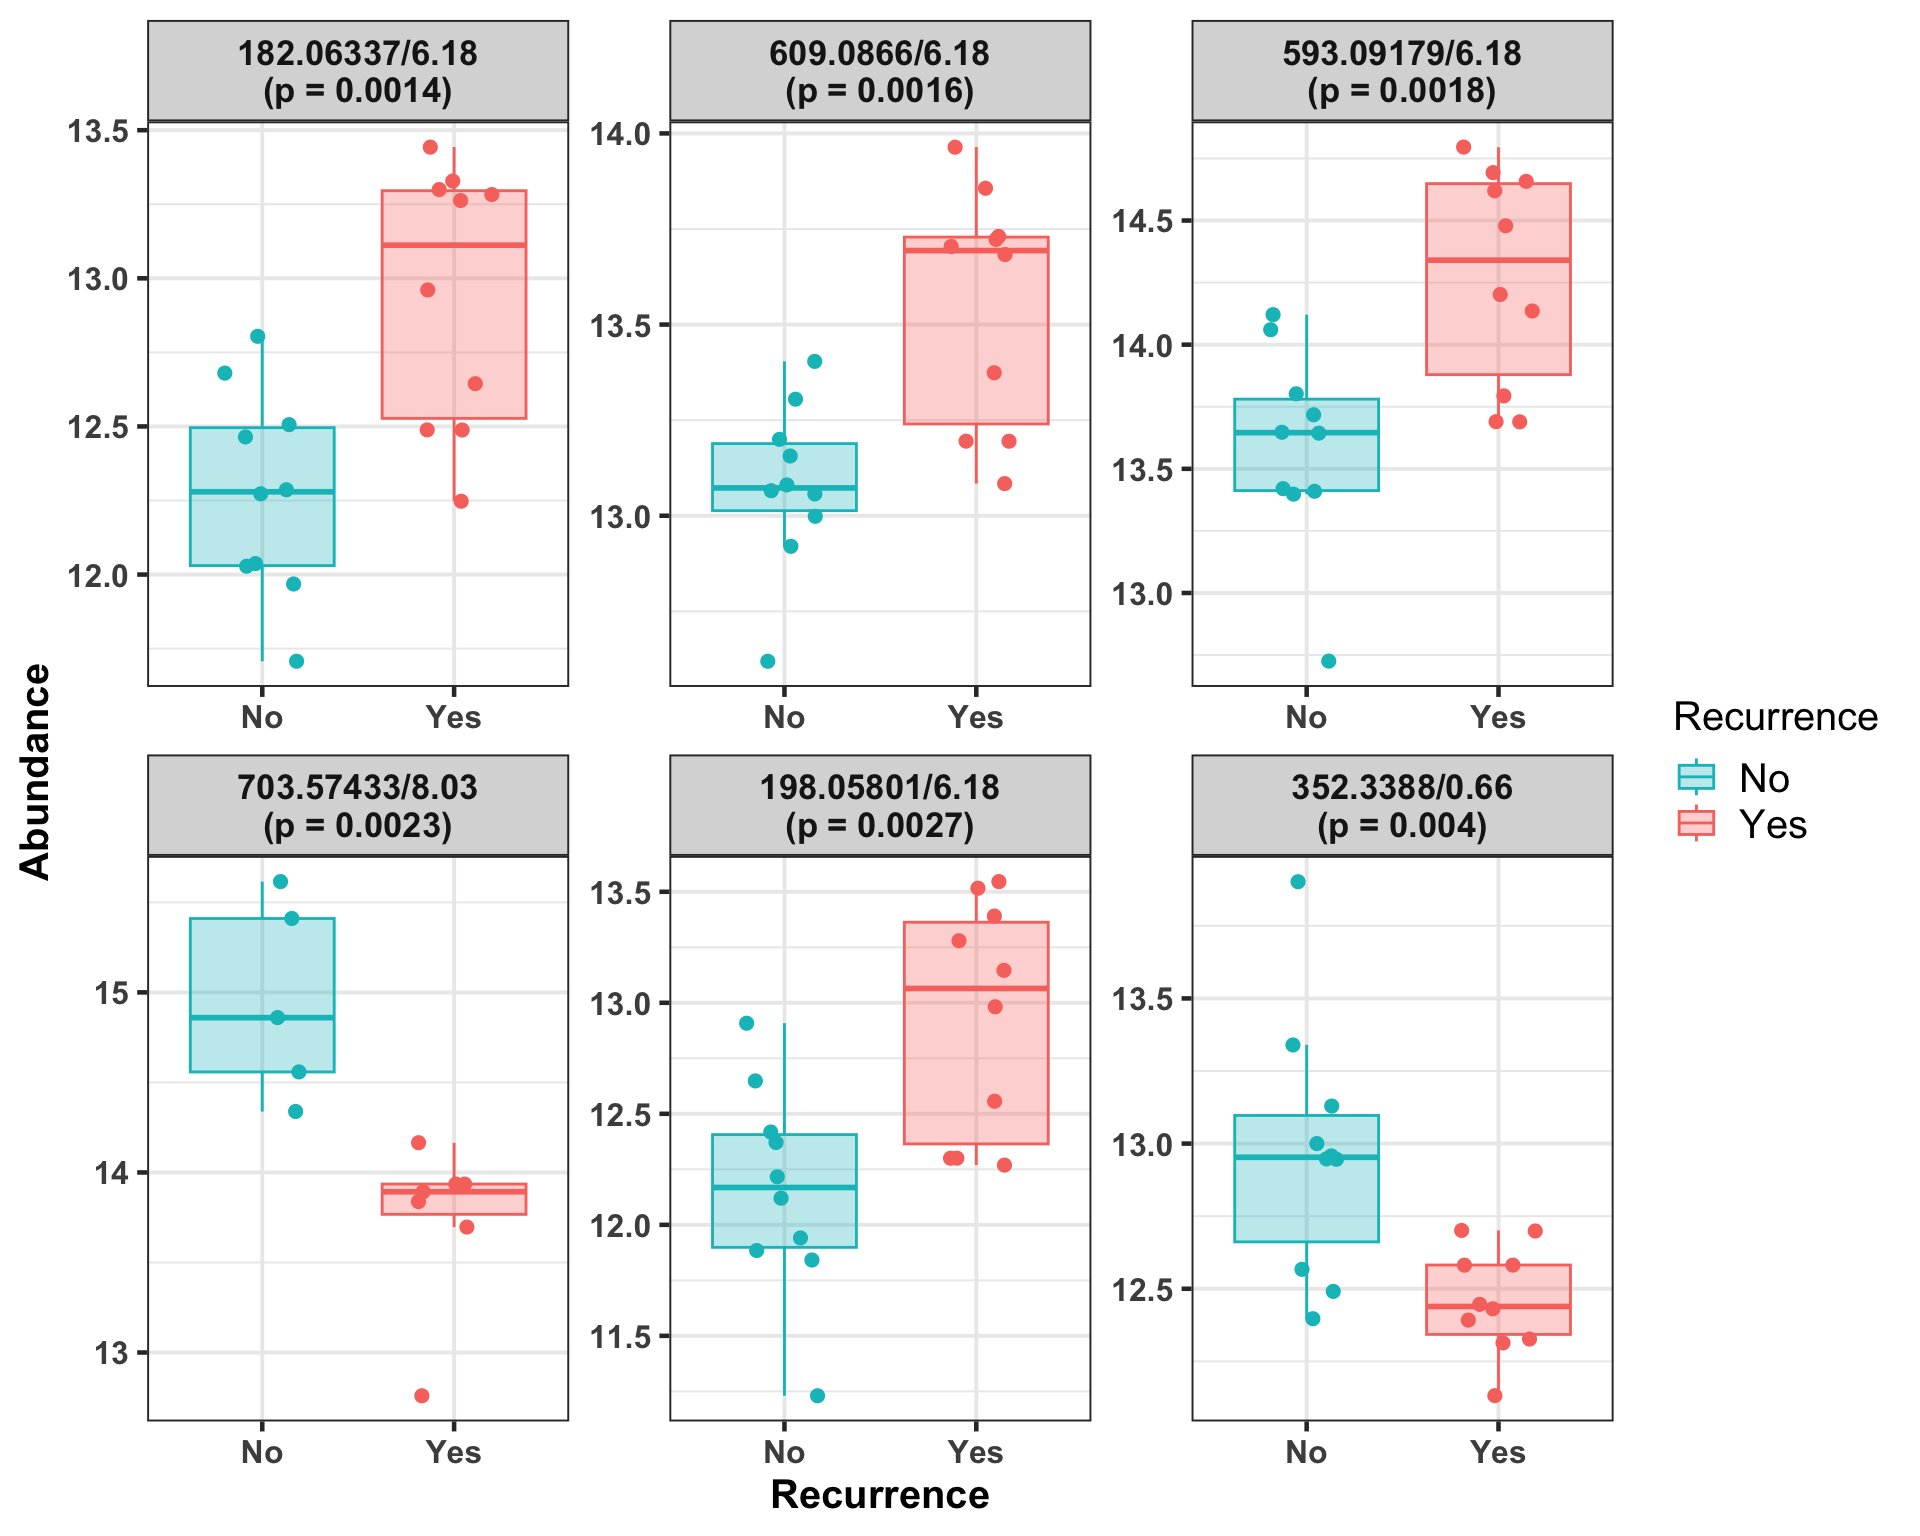 182.06337/6.18
(p = 0.0014)
609.0866/6.18
(p = 0.0016)
593.09179/6.18
(p = 0.0018)
13.5
13.0
12.5
12.0
14.0
13.5
13.0
14.5
14.0
13.5
13.0
No
Yes
No
Yes
No
Yes
Abundance
Recurrence
No
Yes
703.57433/8.03
(p = 0.0023)
198.05801/6.18
(p = 0.0027)
352.3388/0.66
(p = 0.004)
15
14
13
13.5
13.0
12.5
12.0
11.5
13.5
13.0
12.5
No
Yes
No
Yes
No
Yes
Recurrence